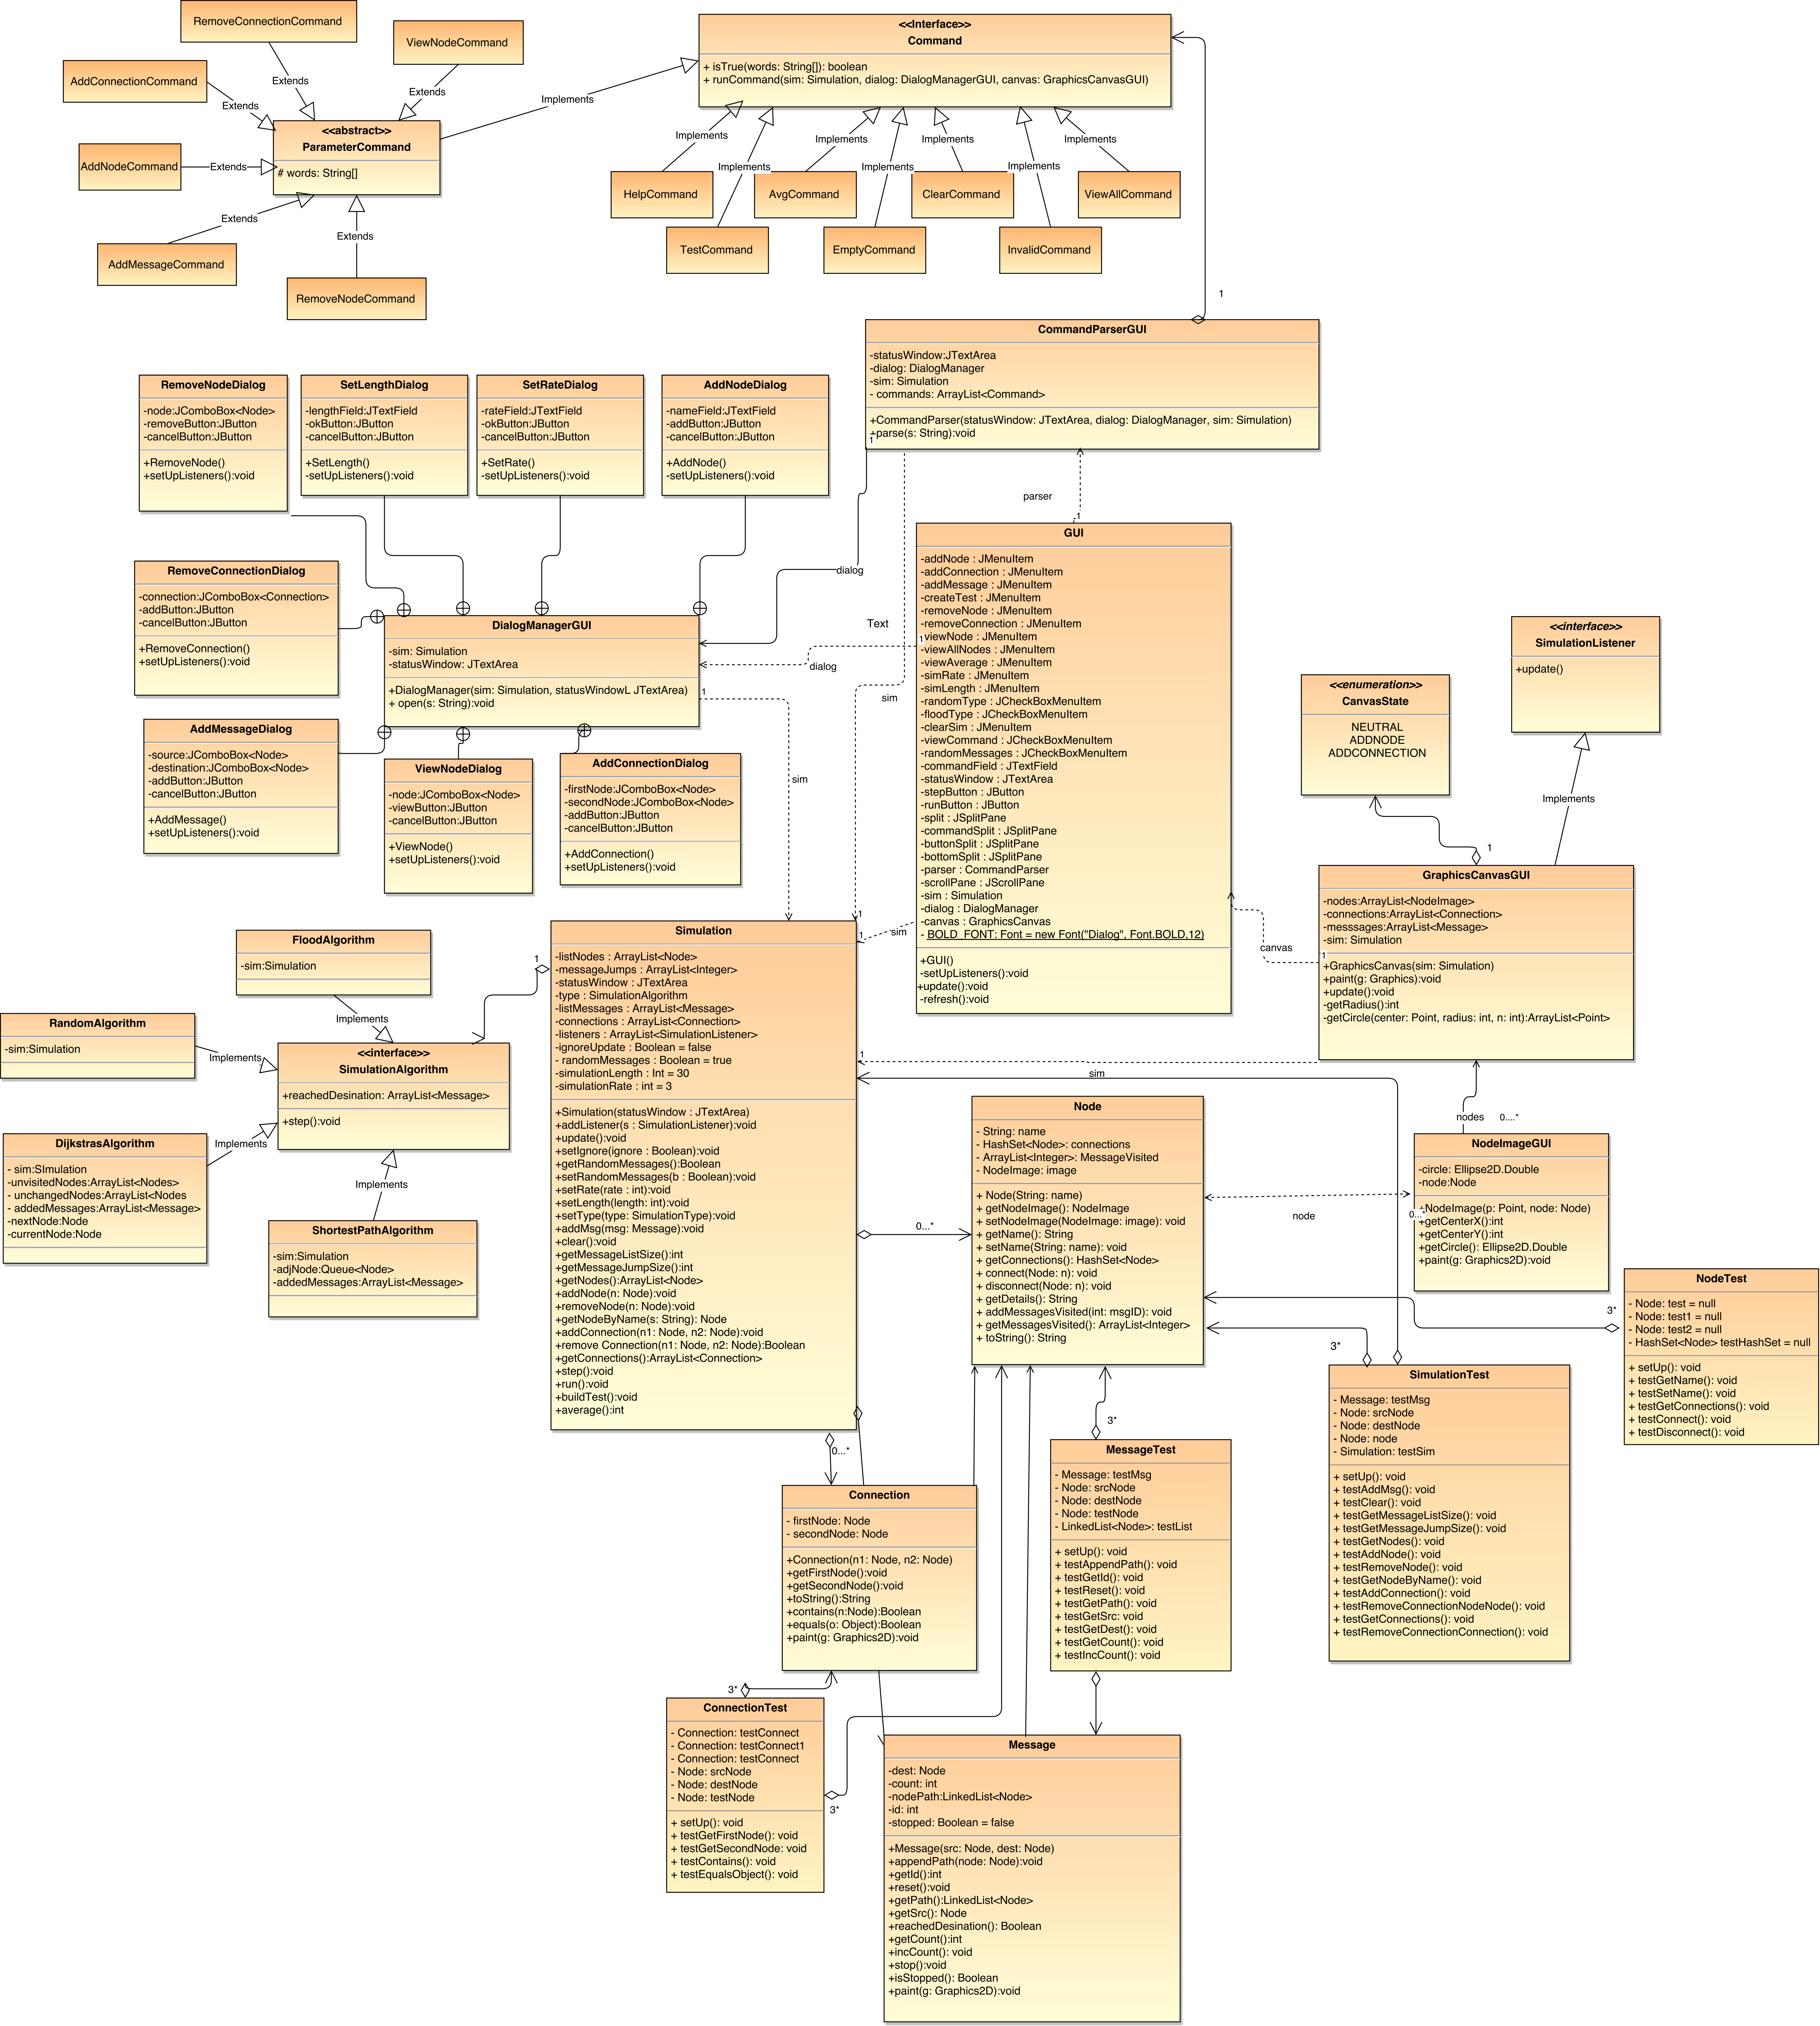 RemoveConnectionCommand
ViewNodeCommand
AddConnectionCommand
Extends
Extends
Extends
<<abstract>>
ParameterCommand
# words: String[]
AddNodeCommand
Extends
Extends
AddMessageCommand
Extends
RemoveNodeCommand
Implements
<<Interface>>
Command
+ isTrue(words: String[]): boolean
+ runCommand(sim: Simulation, dialog: DialogManagerGUI, canvas: GraphicsCanvasGUI)
Implements
Implements
Implements
Implements
Implements
Implements
Implements
HelpCommand
AvgCommand
ClearCommand
ViewAllCommand
TestCommand
EmptyCommand
InvalidCommand
1
CommandParserGUI
-statusWindow:JTextArea
-dialog: DialogManager
-sim: Simulation
- commands: ArrayList<Command>
+CommandParser(statusWindow: JTextArea, dialog: DialogManager, sim: Simulation)
+parse(s: String):void
1
RemoveNodeDialog
-node:JComboBox<Node>
-removeButton:JButton
-cancelButton:JButton
+RemoveNode()
+setUpListeners():void
SetLengthDialog
-lengthField:JTextField
-okButton:JButton
-cancelButton:JButton
+SetLength()
-setUpListeners():void
SetRateDialog
-rateField:JTextField
-okButton:JButton
-cancelButton:JButton
+SetRate()
-setUpListeners():void
AddNodeDialog
-nameField:JTextField
-addButton:JButton
-cancelButton:JButton
+AddNode()
-setUpListeners():void
parser
1
dialog
RemoveConnectionDialog
-connection:JComboBox<Connection>
-addButton:JButton
-cancelButton:JButton
+RemoveConnection()
+setUpListeners():void
DialogManagerGUI
-sim: Simulation
-statusWindow: JTextArea
+DialogManager(sim: Simulation, statusWindowL JTextArea)
+ open(s: String):void
1
Text
1
dialog
sim
sim
GUI
-addNode : JMenuItem
-addConnection : JMenuItem
-addMessage : JMenuItem
-createTest : JMenuItem
-removeNode : JMenuItem
-removeConnection : JMenuItem
-viewNode : JMenuItem
-viewAllNodes : JMenuItem
-viewAverage : JMenuItem
-simRate : JMenuItem
-simLength : JMenuItem
-randomType : JCheckBoxMenuItem
-floodType : JCheckBoxMenuItem
-clearSim : JMenuItem
-viewCommand : JCheckBoxMenuItem
-randomMessages : JCheckBoxMenuItem
-commandField : JTextField
-statusWindow : JTextArea
-stepButton : JButton
-runButton : JButton
-split : JSplitPane
-commandSplit : JSplitPane
-buttonSplit : JSplitPane
-bottomSplit : JSplitPane
-parser : CommandParser
-scrollPane : JScrollPane
-sim : Simulation
-dialog : DialogManager
-canvas : GraphicsCanvas
- BOLD_FONT: Font = new Font("Dialog", Font.BOLD,12)
+GUI()
-setUpListeners():void
+update():void
-refresh():void
<<interface>>
SimulationListener
+update()
<<enumeration>>
CanvasState
NEUTRAL
ADDNODE
ADDCONNECTION
Implements
1
AddMessageDialog
-source:JComboBox<Node>
-destination:JComboBox<Node>
-addButton:JButton
-cancelButton:JButton
+AddMessage()
+setUpListeners():void
ViewNodeDialog
-node:JComboBox<Node>
-viewButton:JButton
-cancelButton:JButton
+ViewNode()
+setUpListeners():void
AddConnectionDialog
-firstNode:JComboBox<Node>
-secondNode:JComboBox<Node>
-addButton:JButton
-cancelButton:JButton
+AddConnection()
+setUpListeners():void
GraphicsCanvasGUI
-nodes:ArrayList<NodeImage>
-connections:ArrayList<Connection>
-messsages:ArrayList<Message>
-sim: Simulation
+GraphicsCanvas(sim: Simulation)
+paint(g: Graphics):void
+update():void
-getRadius():int
-getCircle(center: Point, radius: int, n: int):ArrayList<Point>
canvas
1
1
1
sim
1
sim
FloodAlgorithm
-sim:Simulation
Implements
RandomAlgorithm
-sim:Simulation
Implements
1
<<interface>>
SimulationAlgorithm
+reachedDesination: ArrayList<Message>
+step():void
DijkstrasAlgorithm
- sim:SImulation
-unvisitedNodes:ArrayList<Nodes>
- unchangedNodes:ArrayList<Nodes
- addedMessages:ArrayList<Message>
-nextNode:Node
-currentNode:Node
Implements
Implements
ShortestPathAlgorithm
-sim:Simulation
-adjNode:Queue<Node>
-addedMessages:ArrayList<Message>
Simulation
-listNodes : ArrayList<Node>
-messageJumps : ArrayList<Integer>
-statusWindow : JTextArea
-type : SimulationAlgorithm
-listMessages : ArrayList<Message>
-connections : ArrayList<Connection>
-listeners : ArrayList<SimulationListener>
-ignoreUpdate : Boolean = false
- randomMessages : Boolean = true
-simulationLength : Int = 30
-simulationRate : int = 3
+Simulation(statusWindow : JTextArea)
+addListener(s : SimulationListener):void
+update():void
+setIgnore(ignore : Boolean):void
+getRandomMessages():Boolean
+setRandomMessages(b : Boolean):void
+setRate(rate : int):void
+setLength(length: int):void
+setType(type: SimulationType):void
+addMsg(msg: Message):void
+clear():void
+getMessageListSize():int
+getMessageJumpSize():int
+getNodes():ArrayList<Node>
+addNode(n: Node):void
+removeNode(n: Node):void
+getNodeByName(s: String): Node
+addConnection(n1: Node, n2: Node):void
+remove Connection(n1: Node, n2: Node):Boolean
+getConnections():ArrayList<Connection>
+step():void
+run():void
+buildTest():void
+average():int
0...*
0...*
Node
- String: name
- HashSet<Node>: connections
- ArrayList<Integer>: MessageVisited
- NodeImage: image
+ Node(String: name)
+ getNodeImage(): NodeImage
+ setNodeImage(NodeImage: image): void
+ getName(): String
+ setName(String: name): void
+ getConnections(): HashSet<Node>
+ connect(Node: n): void
+ disconnect(Node: n): void
+ getDetails(): String
+ addMessagesVisited(int: msgID): void
+ getMessagesVisited(): ArrayList<Integer>
+ toString(): String
nodes
0....*
NodeImageGUI
-circle: Ellipse2D.Double
-node:Node
+NodeImage(p: Point, node: Node)
+getCenterX():int
+getCenterY():int
+getCircle(): Ellipse2D.Double
+paint(g: Graphics2D):void
node
0...*
NodeTest
- Node: test = null
- Node: test1 = null
- Node: test2 = null
- HashSet<Node> testHashSet = null
+ setUp(): void
+ testGetName(): void
+ testSetName(): void
+ testGetConnections(): void
+ testConnect(): void
+ testDisconnect(): void
3*
3*
SimulationTest
- Message: testMsg
- Node: srcNode
- Node: destNode
- Node: node
- Simulation: testSim
+ setUp(): void
+ testAddMsg(): void
+ testClear(): void
+ testGetMessageListSize(): void
+ testGetMessageJumpSize(): void
+ testGetNodes(): void
+ testAddNode(): void
+ testRemoveNode(): void
+ testGetNodeByName(): void
+ testAddConnection(): void
+ testRemoveConnectionNodeNode(): void
+ testGetConnections(): void
+ testRemoveConnectionConnection(): void
3*
MessageTest
- Message: testMsg
- Node: srcNode
- Node: destNode
- Node: testNode
- LinkedList<Node>: testList
+ setUp(): void
+ testAppendPath(): void
+ testGetId(): void
+ testReset(): void
+ testGetPath(): void
+ testGetSrc: void
+ testGetDest(): void
+ testGetCount(): void
+ testIncCount(): void
Connection
- firstNode: Node
- secondNode: Node
+Connection(n1: Node, n2: Node)
+getFirstNode():void
+getSecondNode():void
+toString():String
+contains(n:Node):Boolean
+equals(o: Object):Boolean
+paint(g: Graphics2D):void
3*
ConnectionTest
- Connection: testConnect
- Connection: testConnect1
- Connection: testConnect
- Node: srcNode
- Node: destNode
- Node: testNode
+ setUp(): void
+ testGetFirstNode(): void
+ testGetSecondNode: void
+ testContains(): void
+ testEqualsObject(): void
3*
Message
-dest: Node
-count: int
-nodePath:LinkedList<Node>
-id: int
-stopped: Boolean = false
+Message(src: Node, dest: Node)
+appendPath(node: Node):void
+getId():int
+reset():void
+getPath():LinkedList<Node>
+getSrc(): Node
+reachedDesination(): Boolean
+getCount():int
+incCount(): void
+stop():void
+isStopped(): Boolean
+paint(g: Graphics2D):void